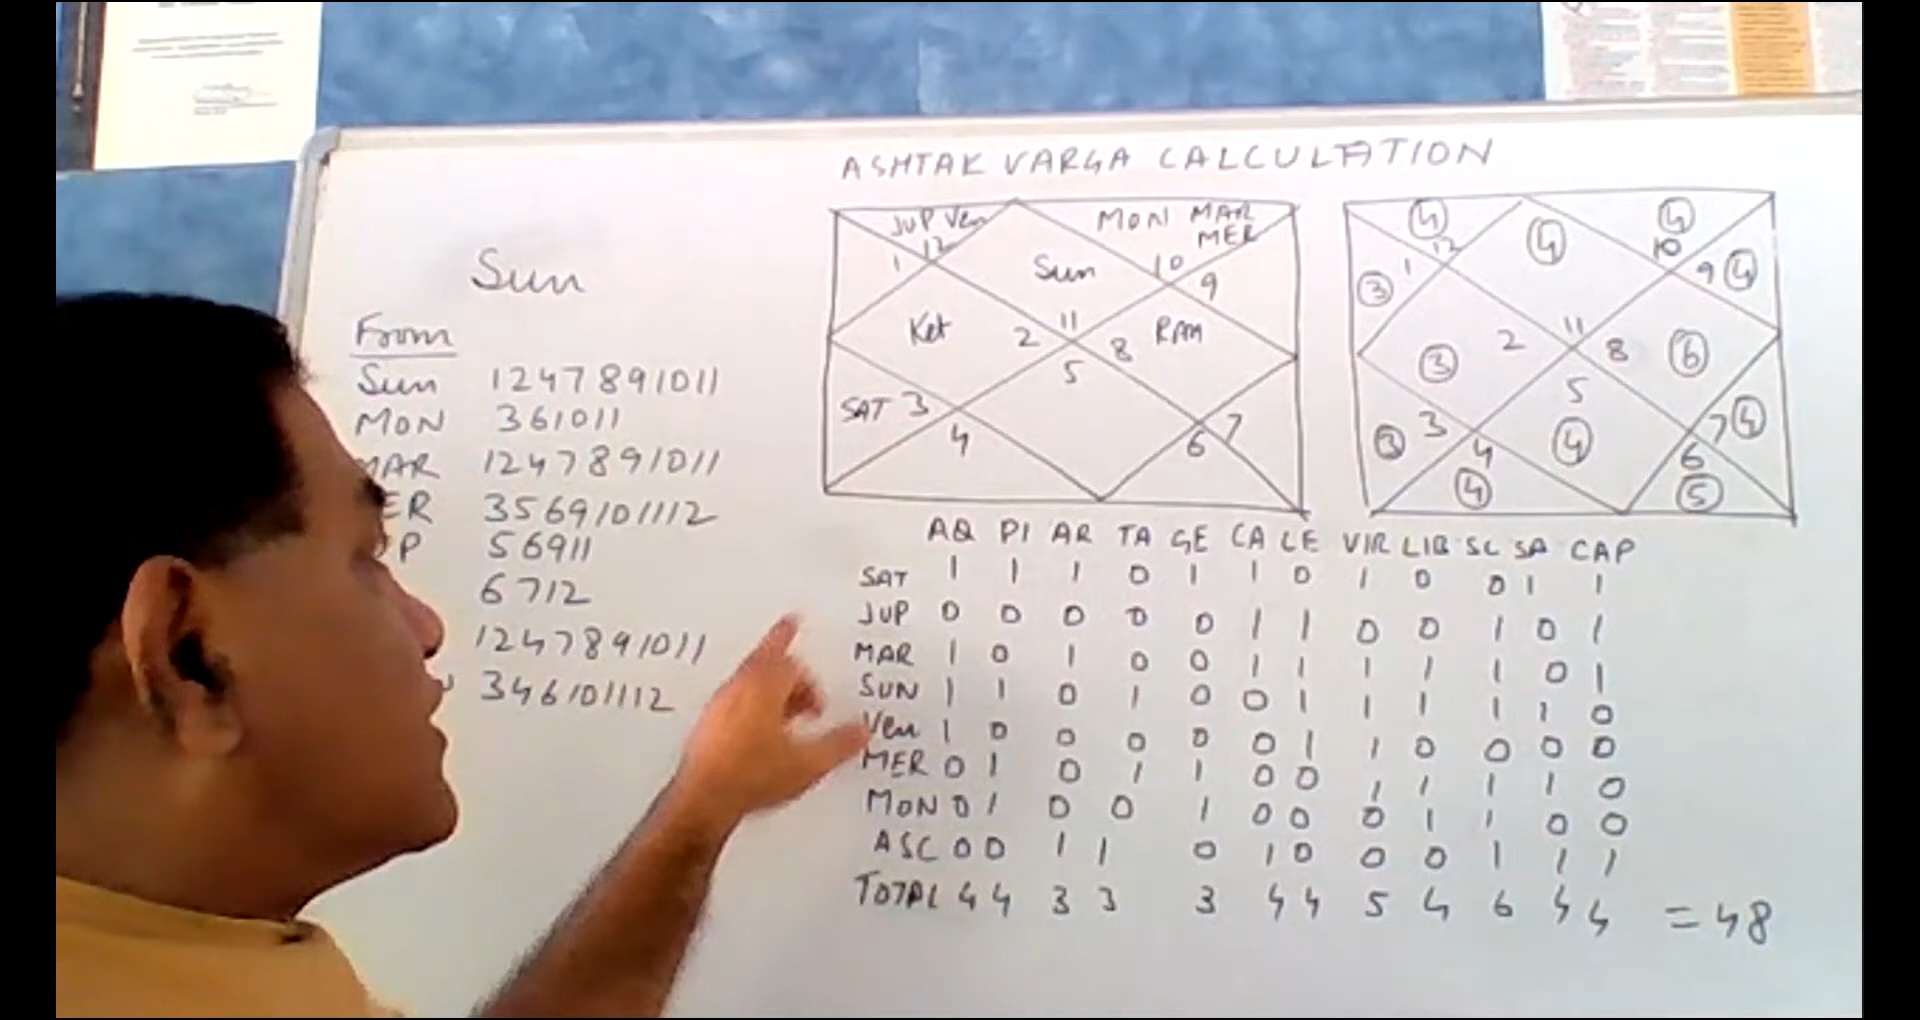 ASHTAK VARGA CALCULTATION
Sun
From
Sun 1 2 4 7 8 9 10 11
MON 3 6 10 11
MAR 1 2 4 7 8 9 10 11
ER 3 5 6 9 10 11 12
P 5 6 9 11
6 7 12
1 2 4 7 8 9 10 11
3 4 6 10 11 12
JUP Ven
12
1
Sun
MON MAR
MER
10
9
Ket
2
11
8
RAH
5
SAT 3
4
6
7
4
12
1
3
4
4
10
9
4
3
2
11
8
6
5
3
3
4
4
4
7
4
6
5
AQ PI AR TA GE CA LE VIR LIB SC SA CAP
SAT 1 1 1 0 1 1 0 1 0 0 1 1
JUP 0 0 0 0 0 1 1 0 0 1 0 1
MAR 1 0 1 0 0 1 1 1 1 1 0 1
SUN 1 1 0 1 0 0 1 1 1 1 1 0
Ven 1 0 0 0 0 0 1 1 0 0 0 0
MER 0 1 0 1 1 0 0 1 1 1 1 0
MON 0 1 0 0 1 0 0 0 1 1 0 0
ASC 0 0 1 1 0 1 0 0 0 1 1 1
TOTAL 4 4 3 3 3 4 4 5 4 6 4 4 = 48